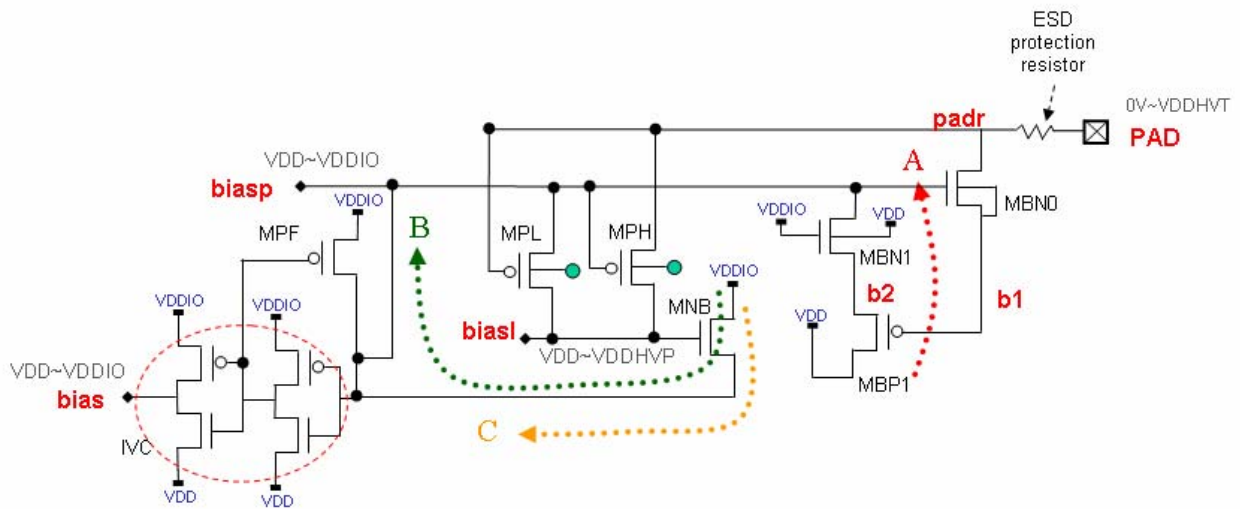 ESD
protection
resistor
0V~VDDHVT
padr
PAD
VDD~VDDIO
biasp
A
VDDIO
MBN0
MPF
B
MPL
MPH
VDDIO
VDDIO
VDD
MBN1
VDDIO
VDDIO
MNB
b2
b1
biasl
VDD
VDD~VDDHVP
VDD~VDDIO
bias
MBP1
C
IVC
VDD
VDD